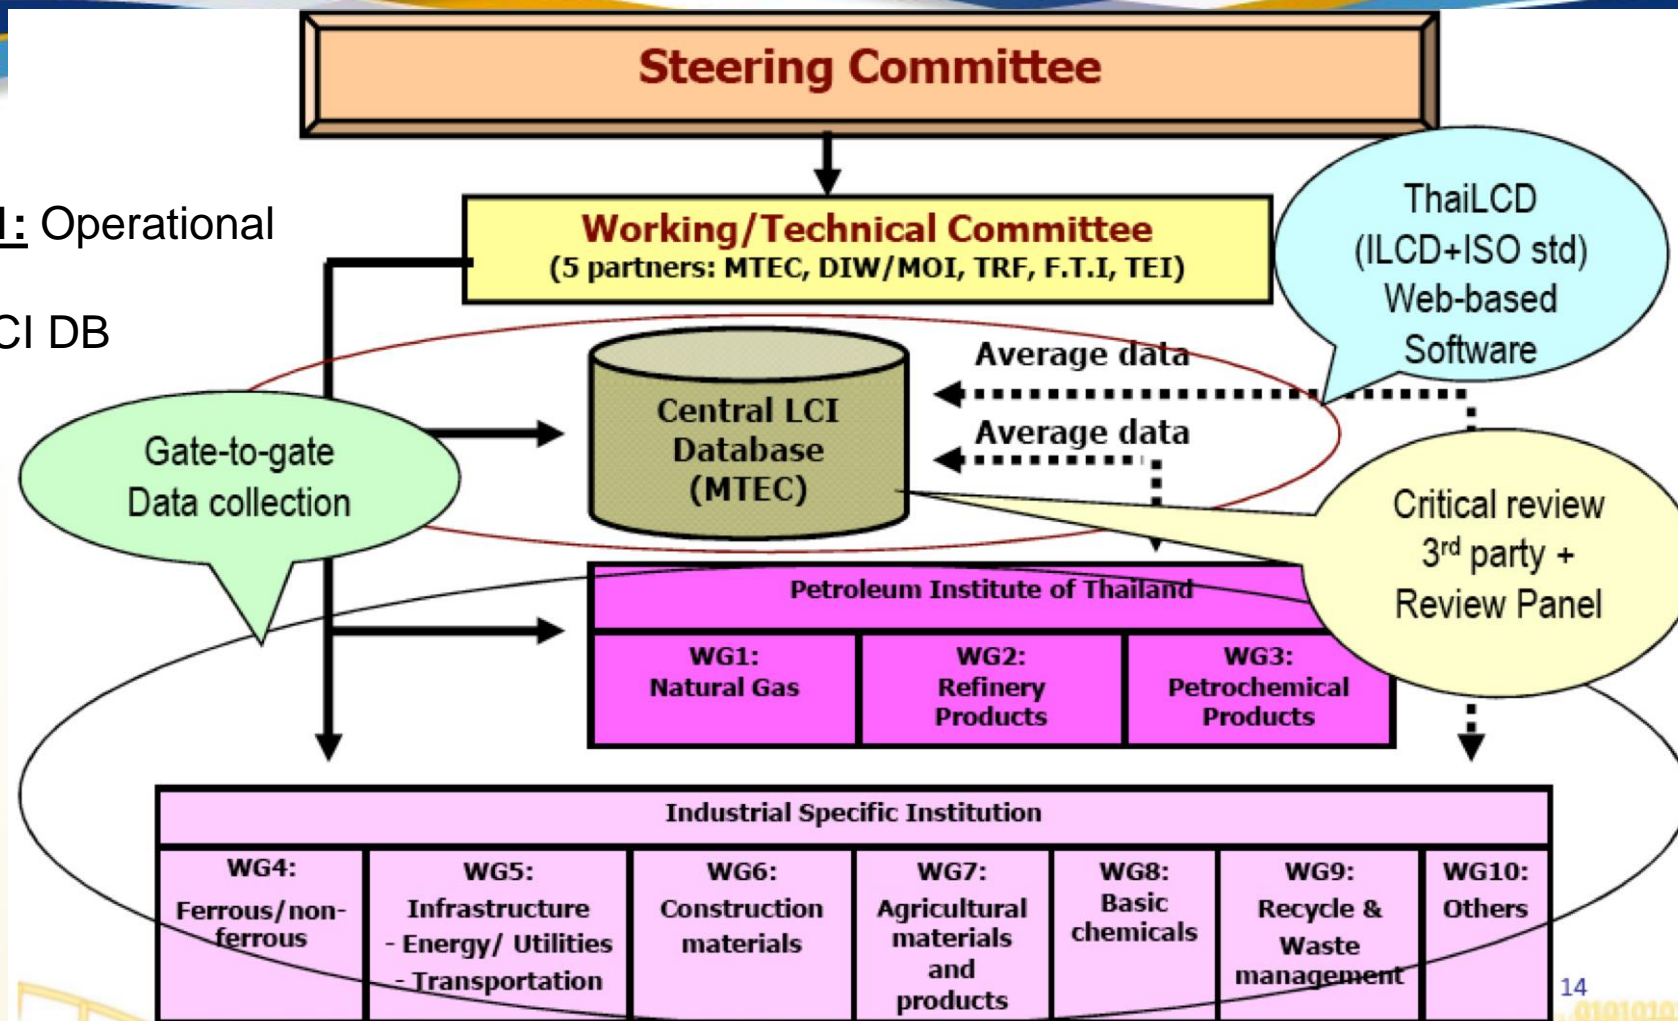 Steering Committee
1: Operational
CI DB
Working/Technical Committee
(5 partners: MTEC, DIW/MOI, TRF, F.T.I, TEI)
ThaiLCD
(ILCD+ISO std)
Web-based
Software
Average data
Average data
Central LCI
Database
(MTEC)
Gate-to-gate
Data collection
Critical review
3rd party +
Review Panel
Petroleum Institute of Thailand
WG1:
Natural Gas
WG2:
Refinery
Products
WG3:
Petrochemical
Products
Industrial Specific Institution
WG4:
Ferrous/non-
ferrous
WG5:
Infrastructure
- Energy/ Utilities
- Transportation
WG6:
Construction
materials
WG7:
Agricultural
materials
and
products
WG8:
Basic
chemicals
WG9:
Recycle &
Waste
management
WG10:
Others
14